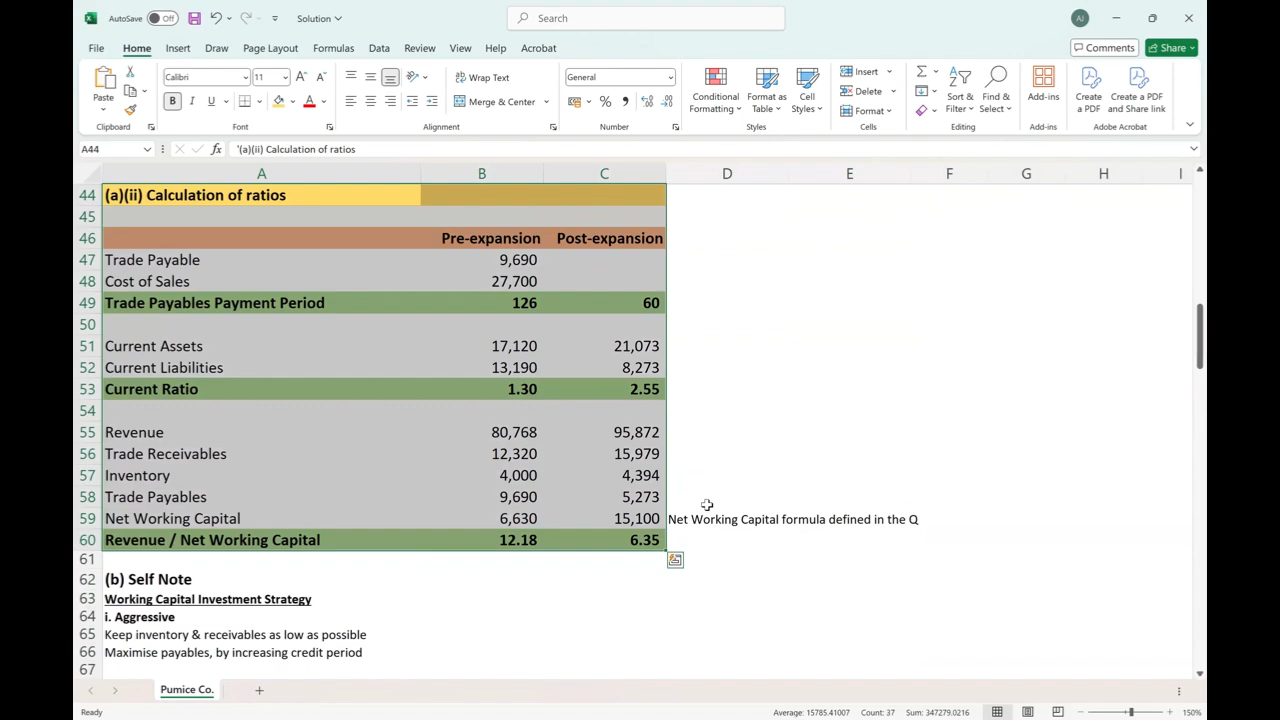 AutoSave Off Solution Search AJ
File Home Insert Draw Page Layout Formulas Data Review View Help Acrobat Comments Share
Paste Calibri 11 A A Wrap Text General Conditional Formatting Format as Table Cell Styles Insert Sort & Filter Find & Select Add-ins Create a PDF Create a PDF and Share link
B I U A Merge & Center % Delete
Format
Clipboard Font Alignment Number Styles Cells Editing Add-ins Adobe Acrobat
A44 fx '(a)(ii) Calculation of ratios
A B C D E F G H I
44 (a)(ii) Calculation of ratios
45
46 Pre-expansion Post-expansion
47 Trade Payable 9,690
48 Cost of Sales 27,700
49 Trade Payables Payment Period 126 60
50
51 Current Assets 17,120 21,073
52 Current Liabilities 13,190 8,273
53 Current Ratio 1.30 2.55
54
55 Revenue 80,768 95,872
56 Trade Receivables 12,320 15,979
57 Inventory 4,000 4,394
58 Trade Payables 9,690 5,273
59 Net Working Capital 6,630 15,100 Net Working Capital formula defined in the Q
60 Revenue / Net Working Capital 12.18 6.35
61
62 (b) Self Note
63 Working Capital Investment Strategy
64 i. Aggressive
65 Keep inventory & receivables as low as possible
66 Maximise payables, by increasing credit period
67
Pumice Co.
Ready Average: 15785.41007 Count: 37 Sum: 347279.0216 150%